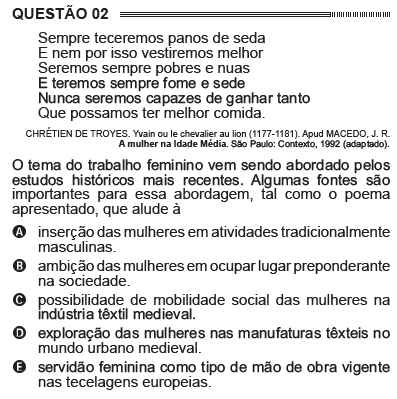 QUESTÃO 02
Sempre teceremos panos de seda
E nem por isso vestiremos melhor
Seremos sempre pobres e nuas
E teremos sempre fome e sede
Nunca seremos capazes de ganhar tanto
Que possamos ter melhor comida.
CHRÉTIEN DE TROYES. Yvain ou le chevalier au lion (1177-1181). Apud MACEDO, J. R.
A mulher na Idade Média. São Paulo: Contexto, 1992 (adaptado).
O tema do trabalho feminino vem sendo abordado pelos
estudos históricos mais recentes. Algumas fontes são
importantes para essa abordagem, tal como o poema
apresentado, que alude à
A inserção das mulheres em atividades tradicionalmente
masculinas.
B ambição das mulheres em ocupar lugar preponderante
na sociedade.
C possibilidade de mobilidade social das mulheres na
indústria têxtil medieval.
D exploração das mulheres nas manufaturas têxteis no
mundo urbano medieval.
E servidão feminina como tipo de mão de obra vigente
nas tecelagens europeias.